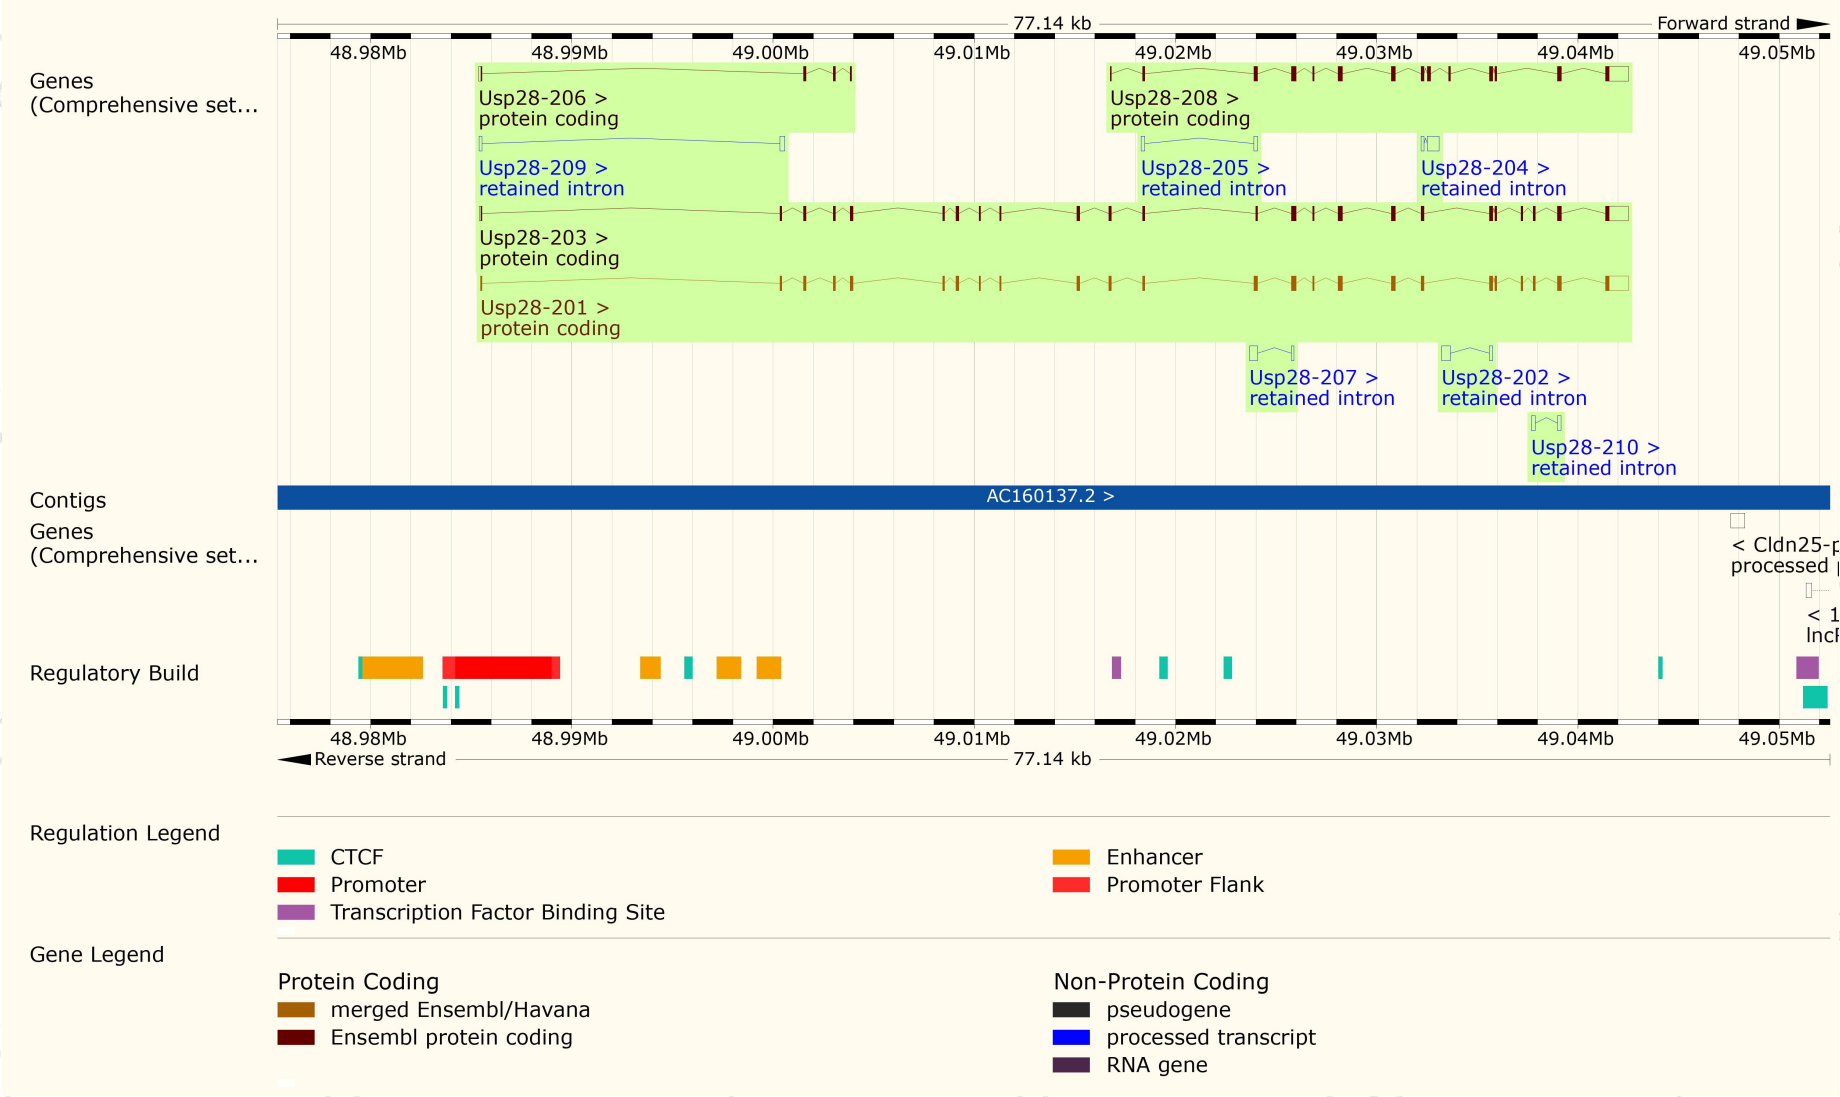 77.14 kb
Forward strand
48.98Mb 48.99Mb 49.00Mb 49.01Mb 49.02Mb 49.03Mb 49.04Mb 49.05Mb
Genes
(Comprehensive set...
Usp28-206 >
protein coding
Usp28-208 >
protein coding
Usp28-209 >
retained intron
Usp28-205 >
retained intron
Usp28-204 >
retained intron
Usp28-203 >
protein coding
Usp28-201 >
protein coding
Usp28-207 >
retained intron
Usp28-202 >
retained intron
Usp28-210 >
retained intron
Contigs
AC160137.2 >
Genes
(Comprehensive set...
< Cldn25-p
processed
< 1
Regulatory Build
48.98Mb 48.99Mb 49.00Mb 49.01Mb 49.02Mb 49.03Mb 49.04Mb 49.05Mb
Reverse strand
77.14 kb
Regulation Legend
CTCF
Enhancer
Promoter
Promoter Flank
Transcription Factor Binding Site
Gene Legend
Protein Coding
Non-Protein Coding
merged Ensembl/Havana
pseudogene
Ensembl protein coding
processed transcript
RNA gene